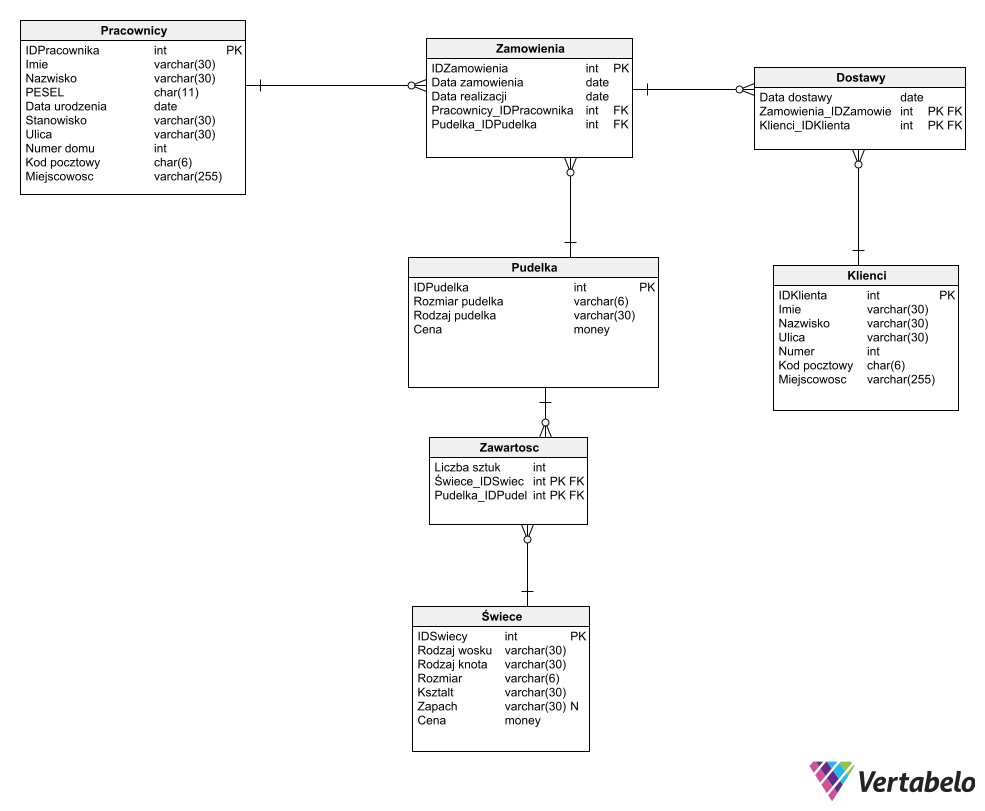 Pracownicy
IDPracownika int PK
Imie varchar(30)
Nazwisko varchar(30)
PESEL char(11)
Data urodzenia date
Stanowisko varchar(30)
Ulica varchar(30)
Numer domu int
Kod pocztowy char(6)
Miejscowosc varchar(255)
Zamowienia
IDZamowienia int PK
Data zamowienia date
Data realizacji date
Pracownicy_IDPracownika int FK
Pudelka_IDPudelka int FK
Dostawy
Data dostawy date
Zamowienia_IDZamowie int PK FK
Klienci_IDKlienta int PK FK
Pudelka
IDPudelka int PK
Rozmiar pudelka varchar(6)
Rodzaj pudelka varchar(30)
Cena money
Klienci
IDKlienta int PK
Imie varchar(30)
Nazwisko varchar(30)
Ulica varchar(30)
Numer int
Kod pocztowy char(6)
Miejscowosc varchar(255)
Zawartosc
Liczba sztuk int
Świece_IDSwiec int PK FK
Pudelka_IDPudel int PK FK
Świece
IDSwiecy int PK
Rodzaj wosku varchar(30)
Rodzaj knota varchar(30)
Rozmiar varchar(6)
Ksztalt varchar(30)
Zapach varchar(30) N
Cena money
Vertabelo